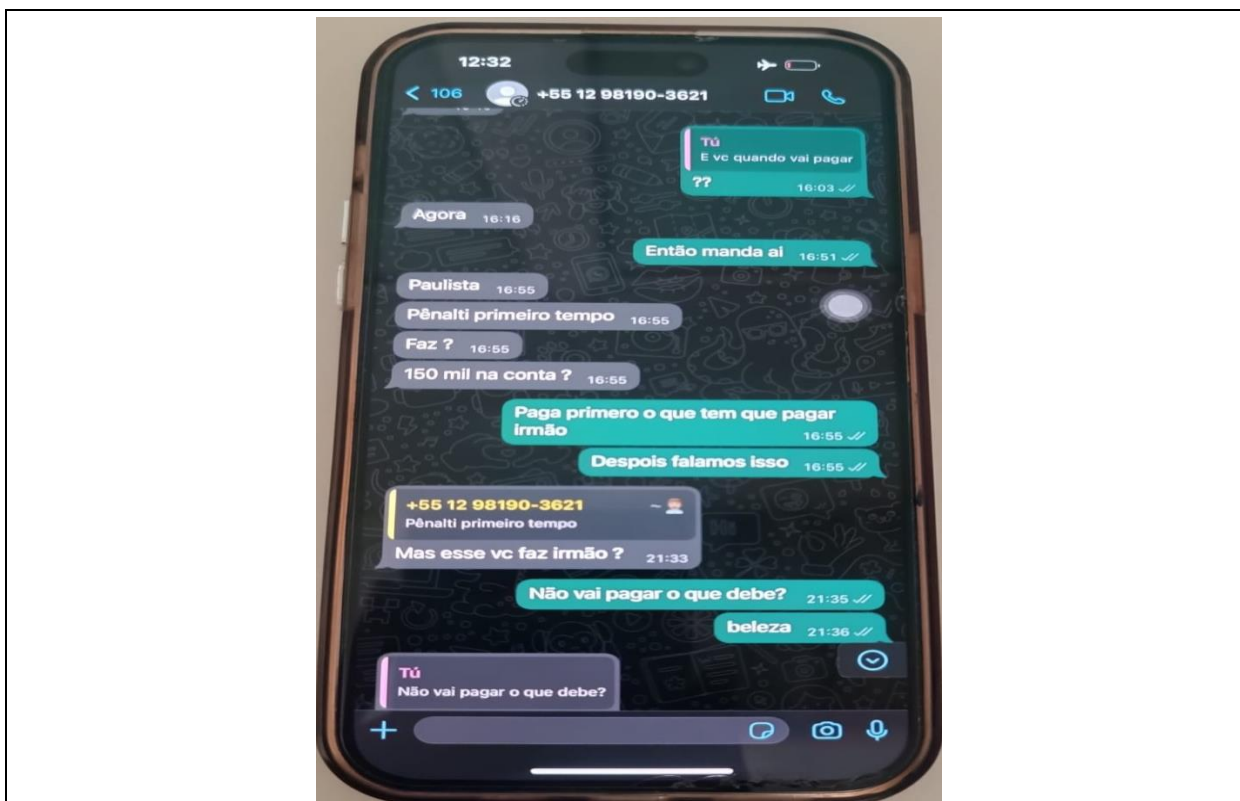 12:32
106
+55 12 98190-3621
Tú
E vc quando vai pagar
??
16:03
Agora 16:16
Então manda ai 16:51
Paulista 16:55
Pênalti primeiro tempo 16:55
Faz ? 16:55
150 mil na conta ? 16:55
Paga primero o que tem que pagar
irmão 16:55
Despois falamos isso 16:55
+55 12 98190-3621 ~
Pênalti primeiro tempo
Mas esse vc faz irmão ? 21:33
Não vai pagar o que debe? 21:35
beleza 21:36
Tú
Não vai pagar o que debe?